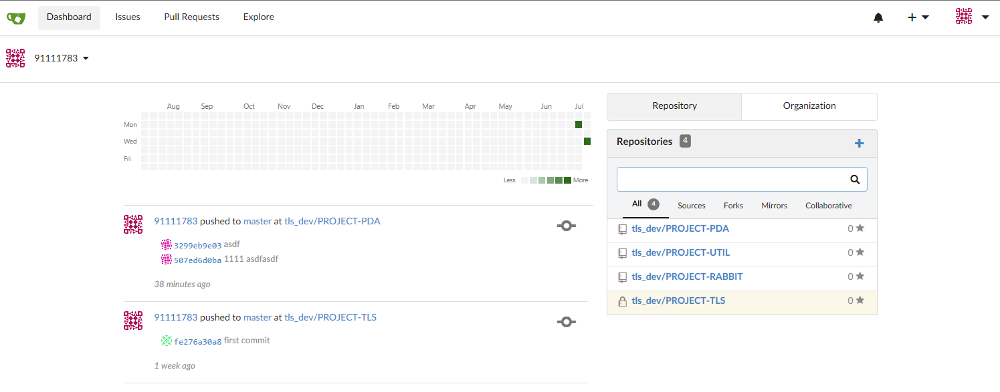 Dashboard Issues Pull Requests Explore
91111783
Aug Sep Oct Nov Dec Jan Feb Mar Apr May Jun Jul
Mon
Wed
Fri
Less More
91111783 pushed to master at tls_dev/PROJECT-PDA
3299eb9e03 asdf
507ed6d0ba 1111 asdfasdf
38 minutes ago
91111783 pushed to master at tls_dev/PROJECT-TLS
fe276a30a8 first commit
1 week ago
Repository Organization
Repositories 4
All 4 Sources Forks Mirrors Collaborative
tls_dev/PROJECT-PDA 0
tls_dev/PROJECT-UTIL 0
tls_dev/PROJECT-RABBIT 0
tls_dev/PROJECT-TLS 0